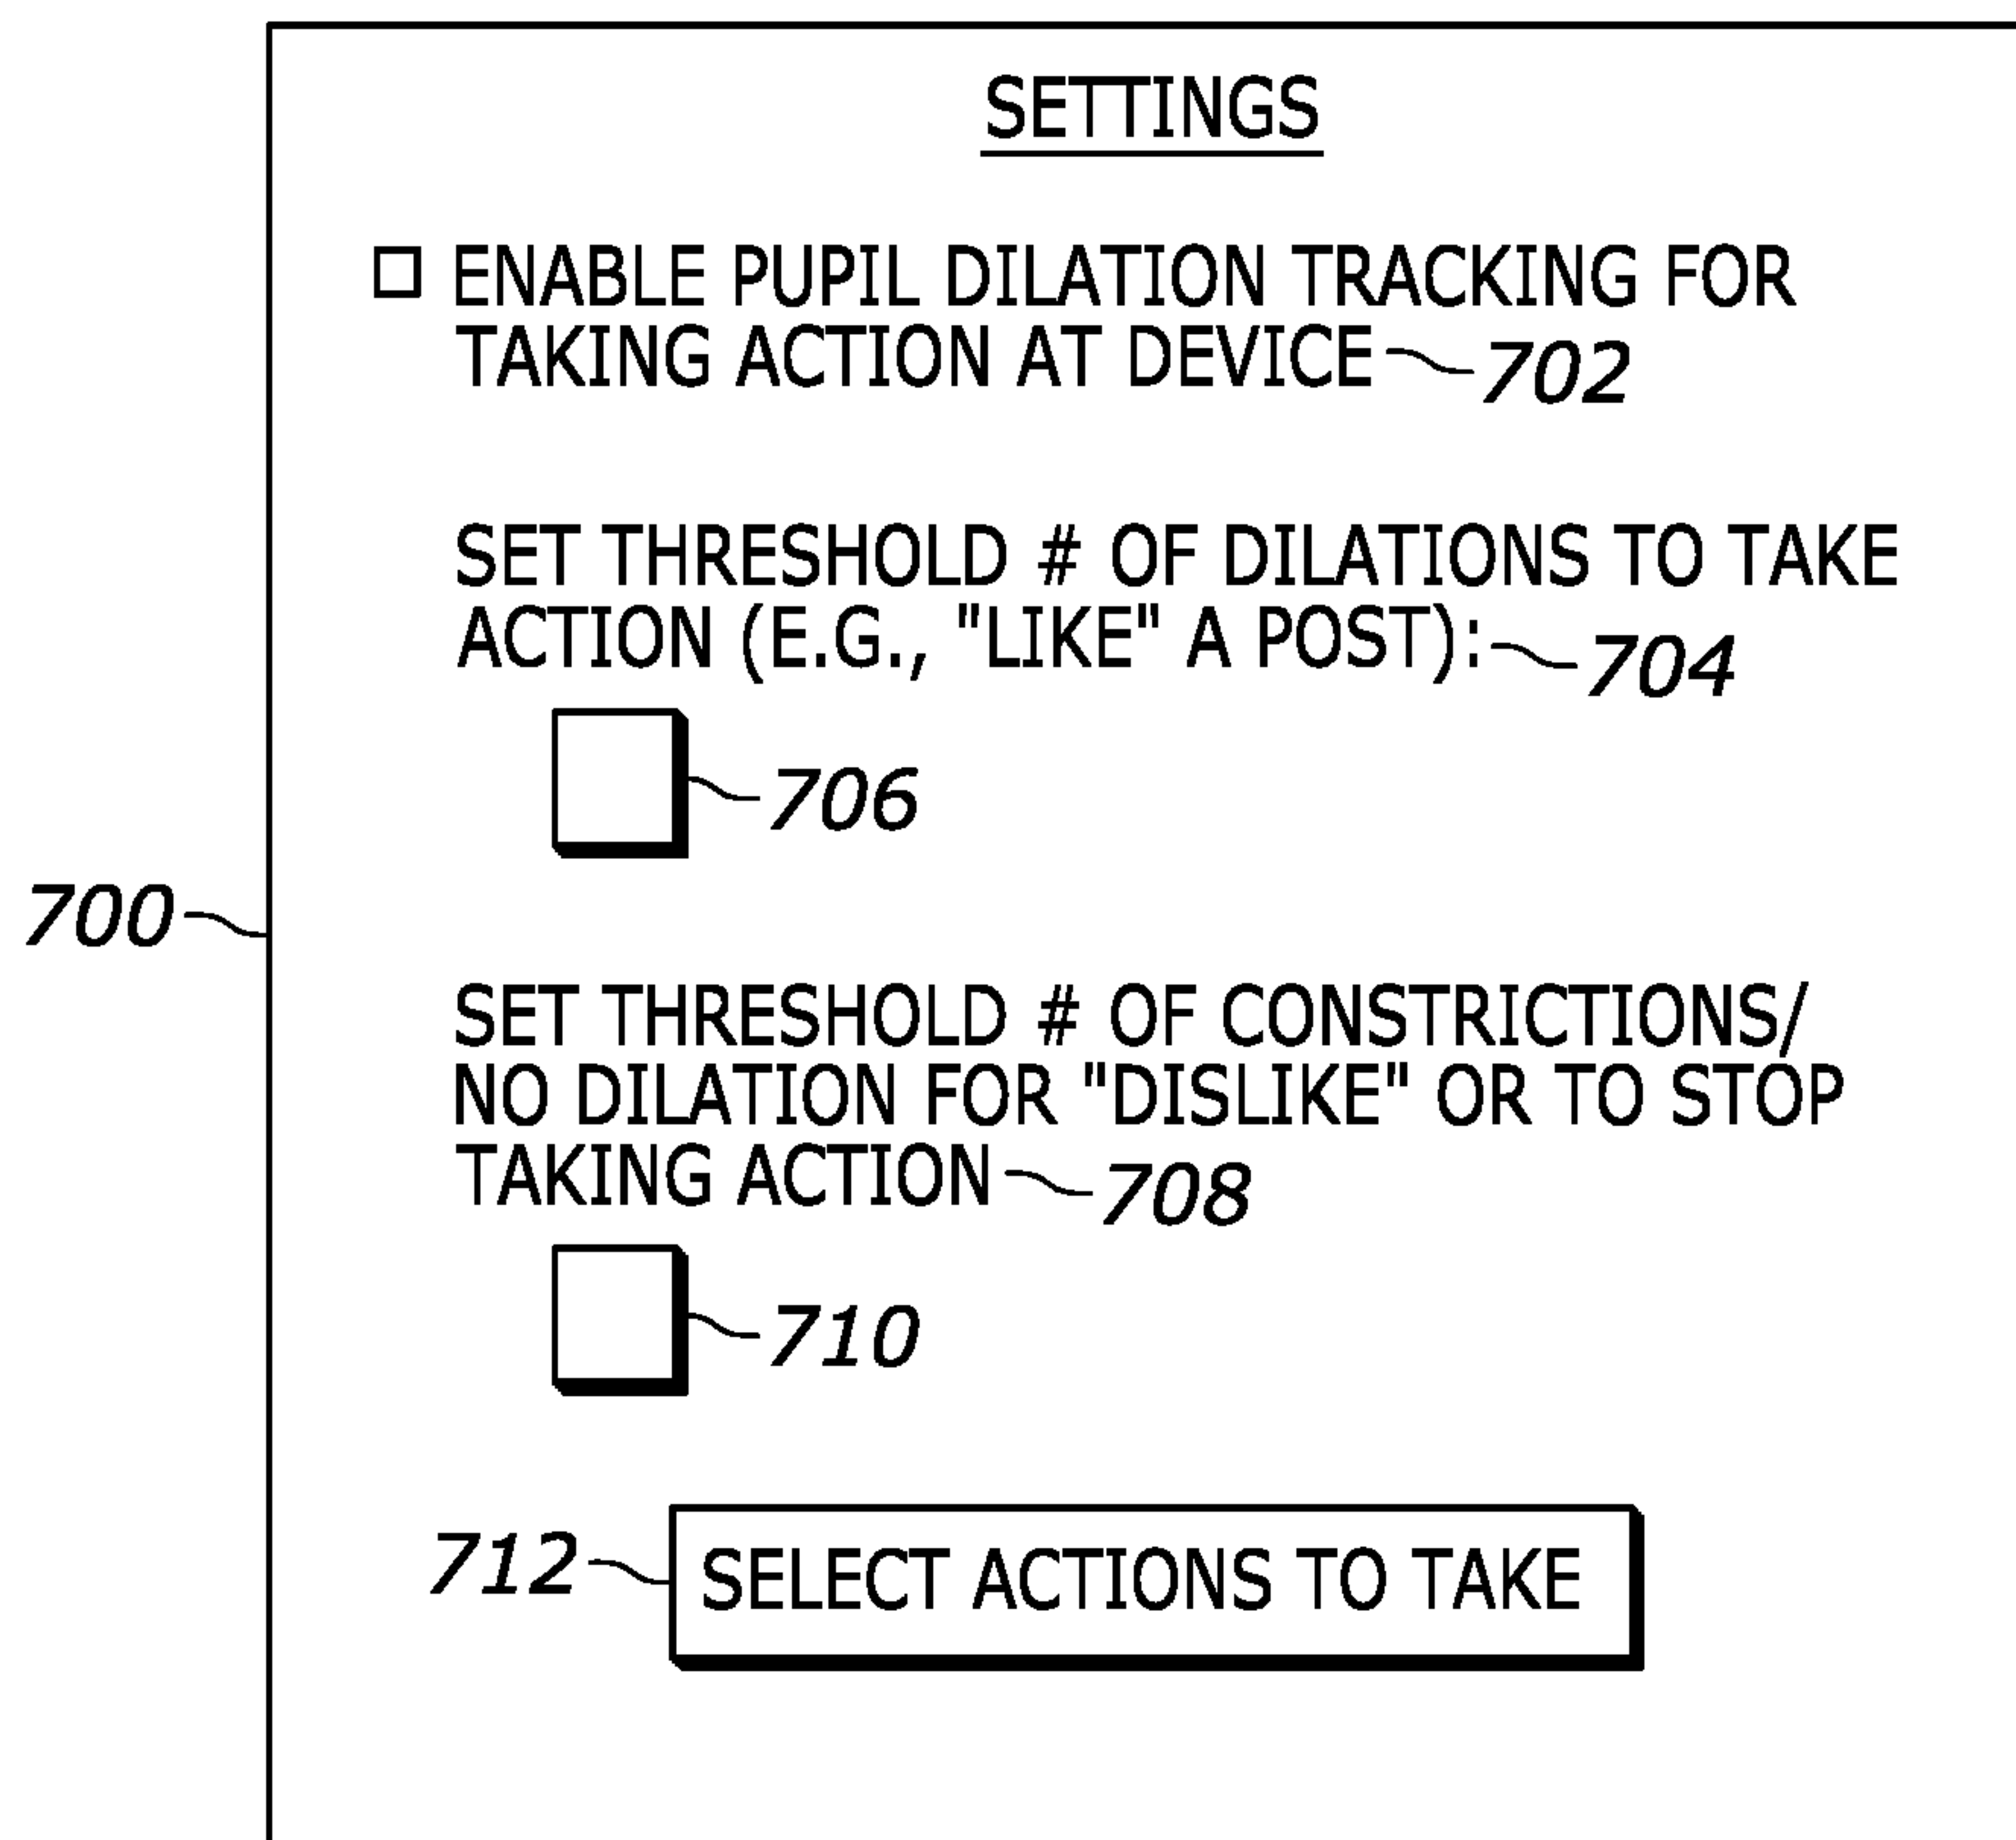 SETTINGS
ENABLE PUPIL DILATION TRACKING FOR
TAKING ACTION AT DEVICE 702
SET THRESHOLD # OF DILATIONS TO TAKE
ACTION (E.G., "LIKE" A POST): 704
706
700
SET THRESHOLD # OF CONSTRICTIONS/
NO DILATION FOR "DISLIKE" OR TO STOP
TAKING ACTION 708
710
712 SELECT ACTIONS TO TAKE